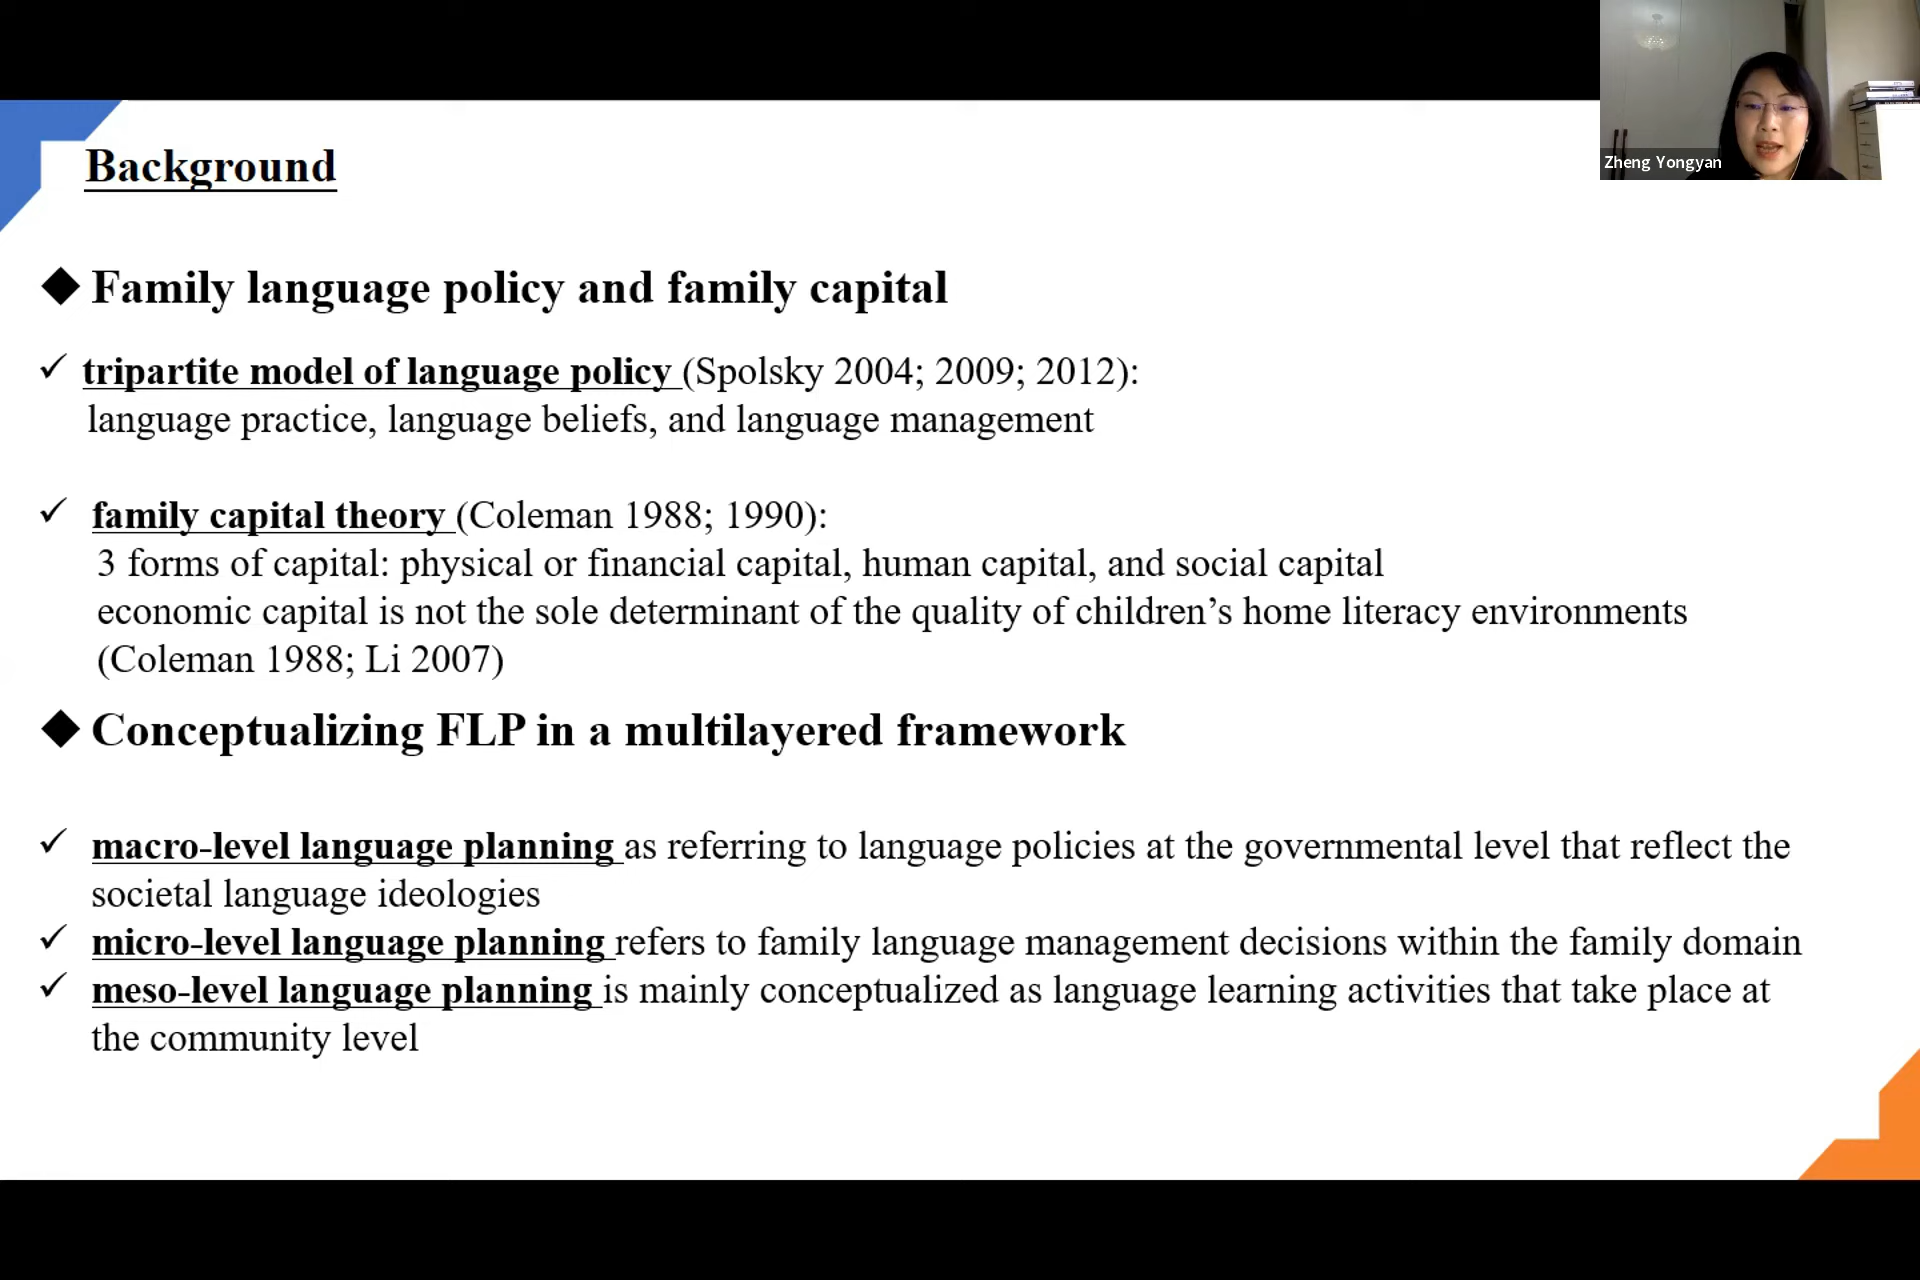 Zheng Yongyan
Background
◆ Family language policy and family capital
✓ tripartite model of language policy (Spolsky 2004; 2009; 2012):
language practice, language beliefs, and language management
✓ family capital theory (Coleman 1988; 1990):
3 forms of capital: physical or financial capital, human capital, and social capital
economic capital is not the sole determinant of the quality of children’s home literacy environments
(Coleman 1988; Li 2007)
◆ Conceptualizing FLP in a multilayered framework
✓ macro-level language planning as referring to language policies at the governmental level that reflect the
societal language ideologies
✓ micro-level language planning refers to family language management decisions within the family domain
✓ meso-level language planning is mainly conceptualized as language learning activities that take place at
the community level